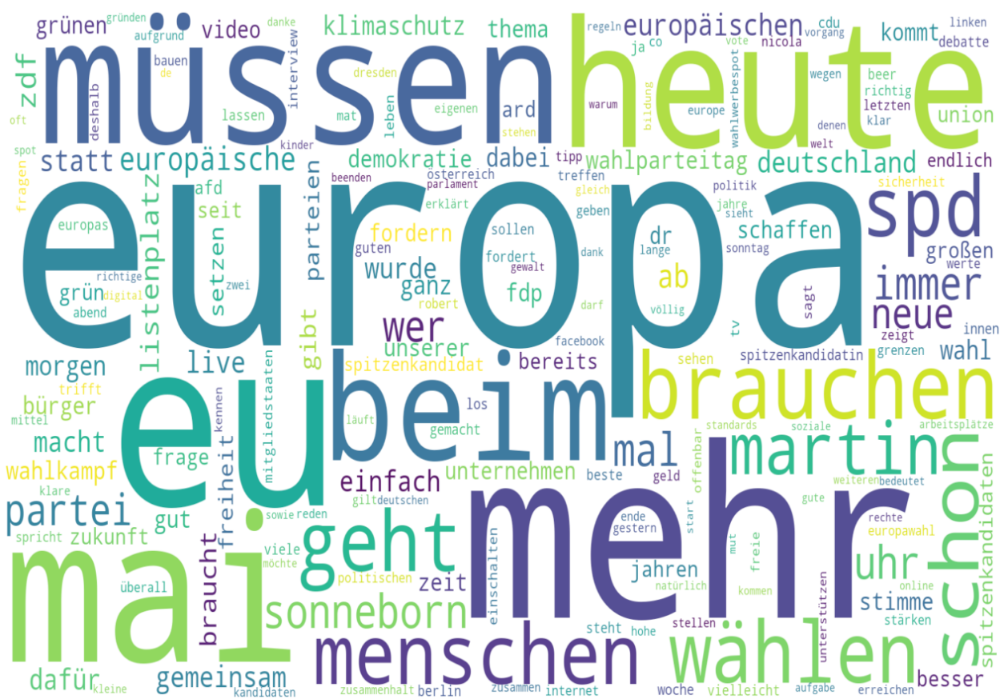 grünen gründen aufgrund video danke klimaschutz thema regeln europäischen cdu vorgang linken kommt debatte
zdf oft müssen bauen de deshalb lassen interview mat dresden leben eigenen ard stehen
heute ja co vote nicola warum bildung europe wahlwerbespot wegen denen welt beer richtig letzten klar union
spot statt europäische kinder demokratie dabei tipp wahlparteitag deutschland endlich
fragen listenplatz afd seit parteien beenden österreich parlament treffen politik sicherheit
europa europas setzen fordern erklärt sollen geben gleich dr jahre sieht schaffen spd großen werte
richtige grün digital abend zwei guten wurde ganz robert fordert gewalt fdp dank darf ab lange völlig sonntag sagt immer
neue wer unserer facebook tv zeigt innen grenzen wahl
morgen trifft live gibt spitzenkandidat bereits sehen spitzenkandidatin
bürger mittel eu mitgliedstaaten kennen beim läuft gemacht los brauchen
macht frage freiheit standards soziale arbeitsplätze
wahlkampf klare einfach unternehmen mal beste geld offenbar martin schon spitzenkandidaten
partei gut sowie reden gilt deutschen mehr ende gestern start weiteren bedeutet gute rechte europawahl
spricht zukunft braucht viele möchte geht politischen zeit einschalten jahren natürlich mut freie kommen uhr online
mai überall sonneborn steht hohe stellen unterstützen stimme stärken
dafür kleine gemeinsam kandidaten menschen zusammenhalt berlin zusammen internet woche wählen vielleicht aufgabe erreichen besser